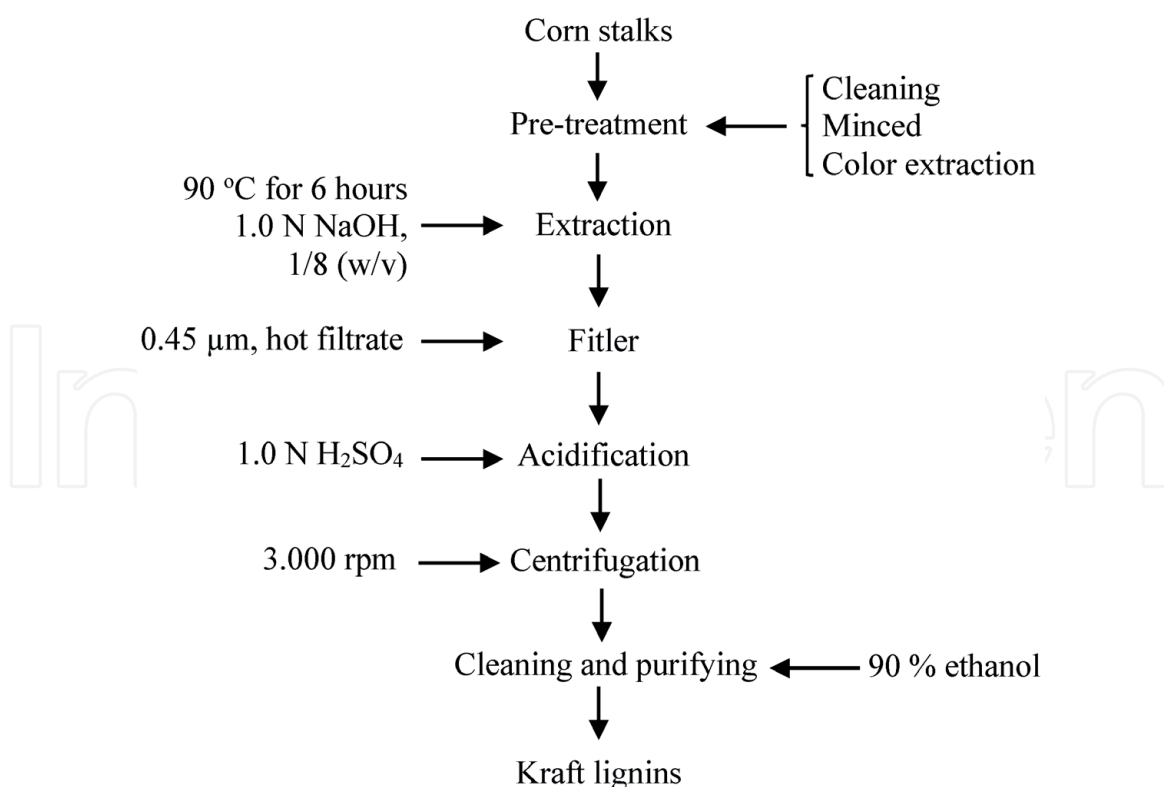 Corn stalks
Pre-treatment
Cleaning
Minced
Color extraction
90 °C for 6 hours
1.0 N NaOH,
1/8 (w/v)
Extraction
0.45 µm, hot filtrate
Fitler
1.0 N H₂SO₄
Acidification
3.000 rpm
Centrifugation
Cleaning and purifying
90 % ethanol
Kraft lignins